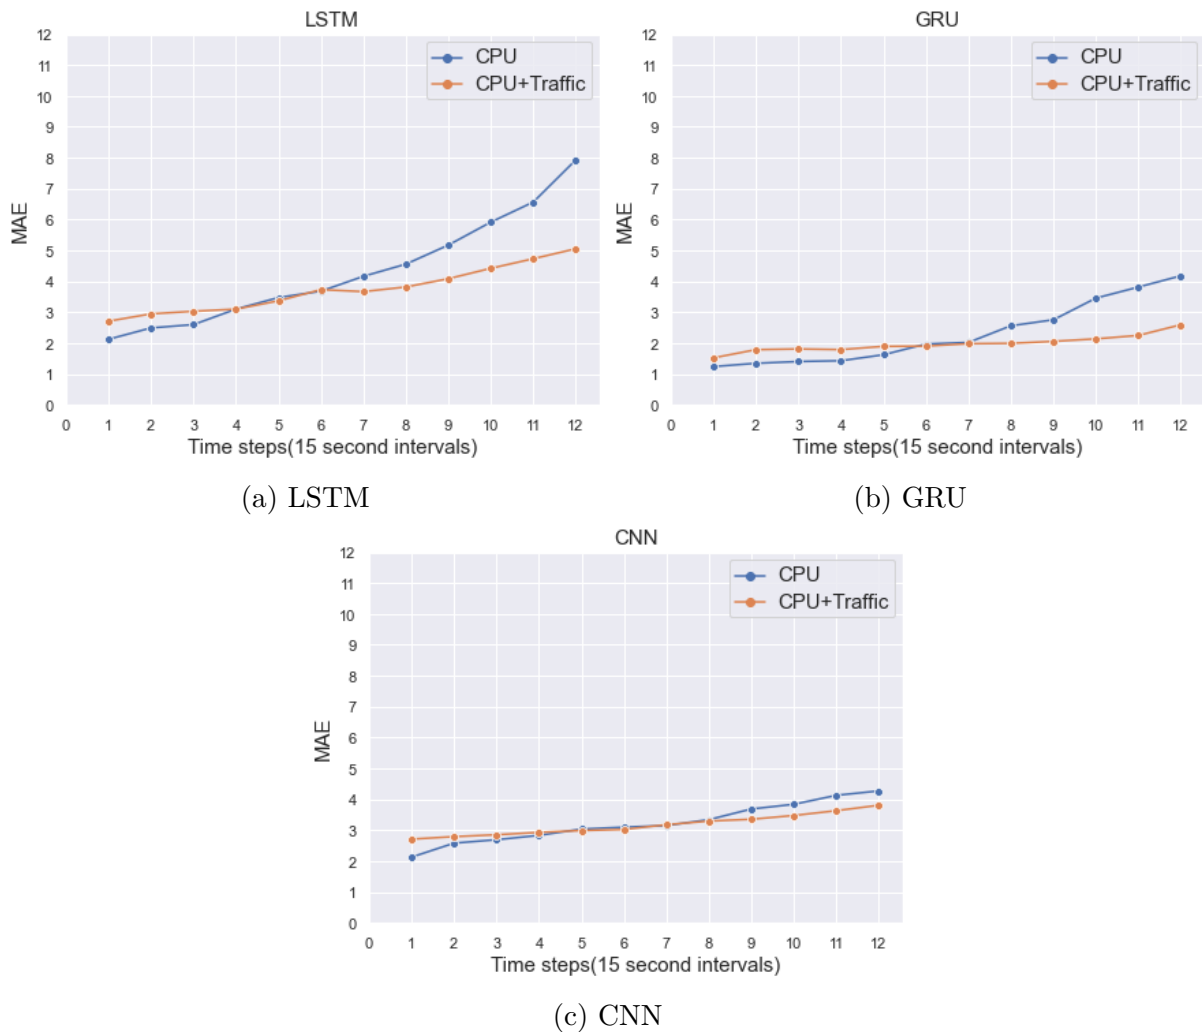 LSTM
12
11
10
9
8
7
6
5
4
3
2
1
0
MAE
CPU
CPU+Traffic
0 1 2 3 4 5 6 7 8 9 10 11 12
Time steps(15 second intervals)
(a) LSTM
GRU
12
11
10
9
8
7
6
5
4
3
2
1
0
MAE
CPU
CPU+Traffic
0 1 2 3 4 5 6 7 8 9 10 11 12
Time steps(15 second intervals)
(b) GRU
CNN
12
11
10
9
8
7
6
5
4
3
2
1
0
MAE
CPU
CPU+Traffic
0 1 2 3 4 5 6 7 8 9 10 11 12
Time steps(15 second intervals)
(c) CNN